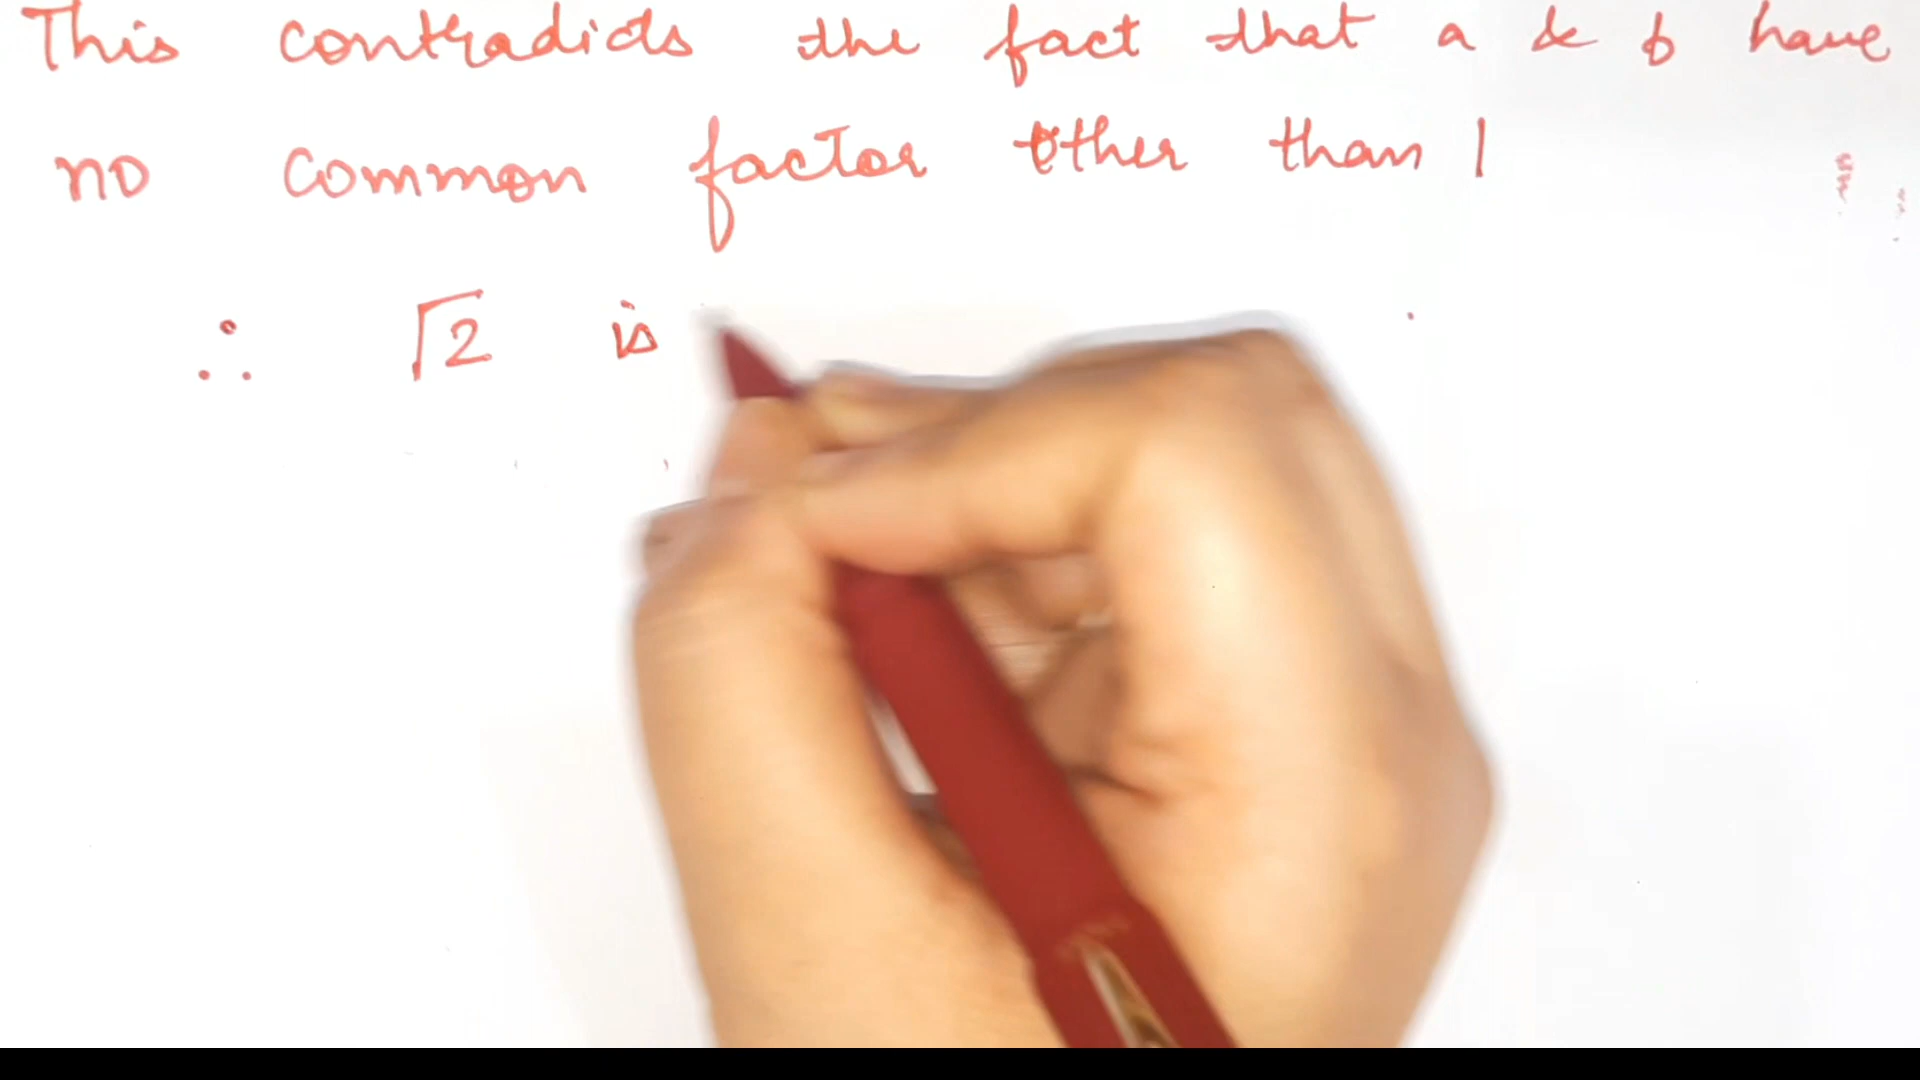 This contradicts the fact that a & b have
no common factor other than 1
∴ √2 is